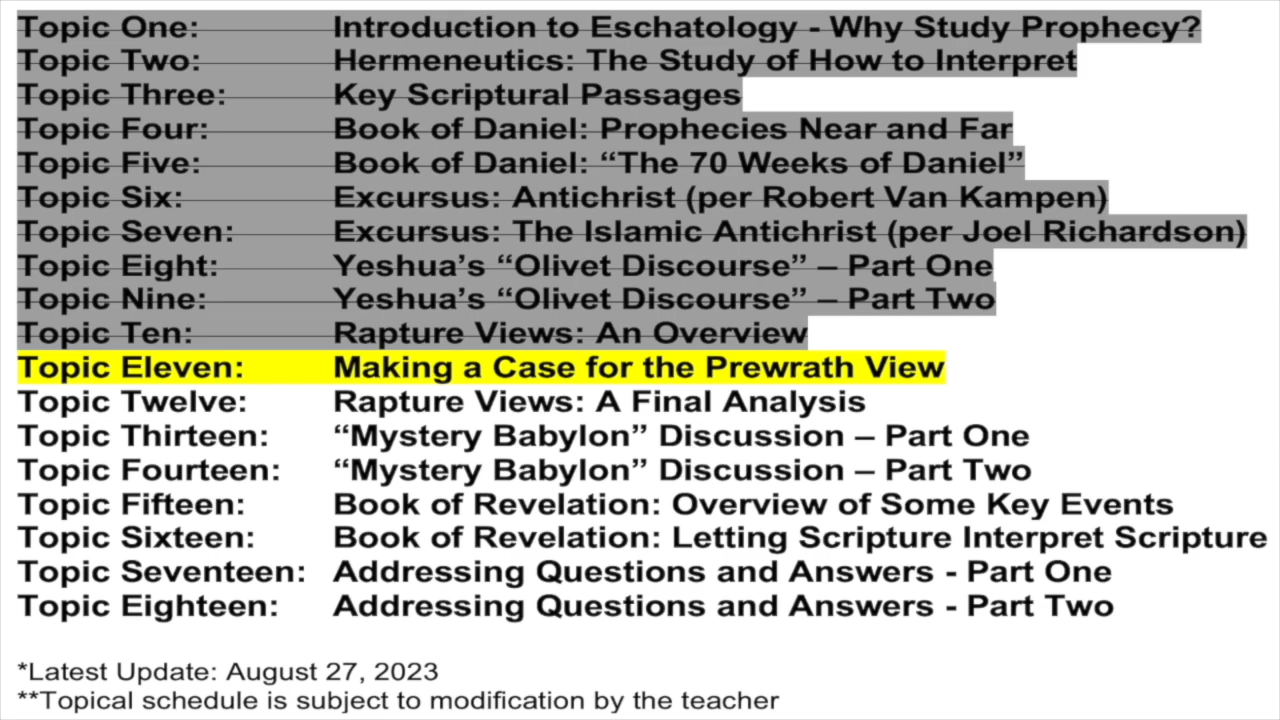 Topic One: Introduction to Eschatology - Why Study Prophecy?
Topic Two: Hermeneutics: The Study of How to Interpret
Topic Three: Key Scriptural Passages
Topic Four: Book of Daniel: Prophecies Near and Far
Topic Five: Book of Daniel: “The 70 Weeks of Daniel”
Topic Six: Excursus: Antichrist (per Robert Van Kampen)
Topic Seven: Excursus: The Islamic Antichrist (per Joel Richardson)
Topic Eight: Yeshua’s “Olivet Discourse” – Part One
Topic Nine: Yeshua’s “Olivet Discourse” – Part Two
Topic Ten: Rapture Views: An Overview
Topic Eleven: Making a Case for the Prewrath View
Topic Twelve: Rapture Views: A Final Analysis
Topic Thirteen: “Mystery Babylon” Discussion – Part One
Topic Fourteen: “Mystery Babylon” Discussion – Part Two
Topic Fifteen: Book of Revelation: Overview of Some Key Events
Topic Sixteen: Book of Revelation: Letting Scripture Interpret Scripture
Topic Seventeen: Addressing Questions and Answers - Part One
Topic Eighteen: Addressing Questions and Answers - Part Two
*Latest Update: August 27, 2023
**Topical schedule is subject to modification by the teacher